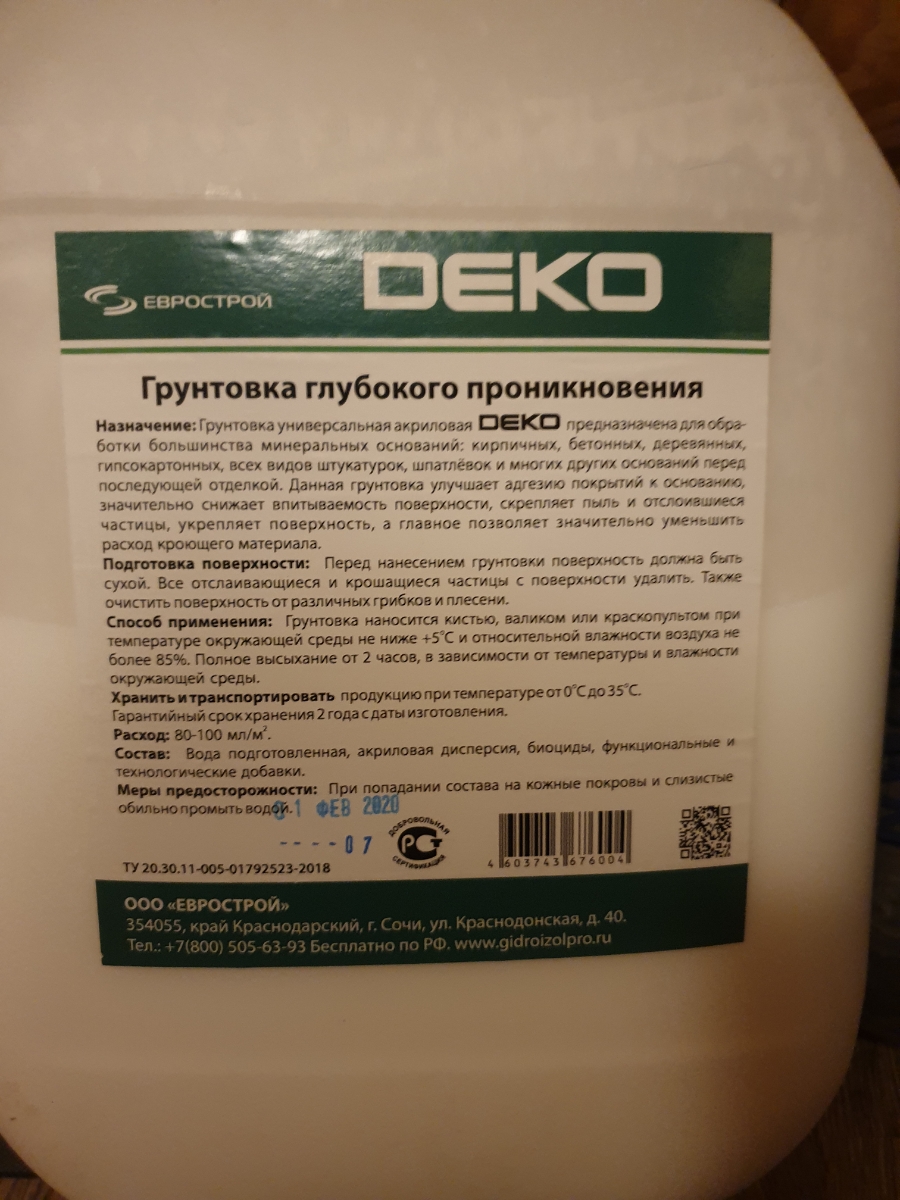 ЕВРОСТРОЙ DEKO
Грунтовка глубокого проникновения
Назначение: Грунтовка универсальная акриловая DEKO предназначена для обра-
ботки большинства минеральных оснований: кирпичных, бетонных, деревянных,
гипсокартонных, всех видов штукатурок, шпатлёвок и многих других оснований перед
последующей отделкой. Данная грунтовка улучшает адгезию покрытий к основанию,
значительно снижает впитываемость поверхности, скрепляет пыль и отслоившиеся
частицы, укрепляет поверхность, а главное позволяет значительно уменьшить
расход кроющего материала.
Подготовка поверхности: Перед нанесением грунтовки поверхность должна быть
сухой. Все отслаивающиеся и крошащиеся частицы с поверхности удалить. Также
очистить поверхность от различных грибков и плесени.
Способ применения: Грунтовка наносится кистью, валиком или краскопультом при
температуре окружающей среды не ниже +5°С и относительной влажности воздуха не
более 85%. Полное высыхание от 2 часов, в зависимости от температуры и влажности
окружающей среды.
Хранить и транспортировать продукцию при температуре от 0°С до 35°С.
Гарантийный срок хранения 2 года с даты изготовления.
Расход: 80-100 мл/м².
Состав: Вода подготовленная, акриловая дисперсия, биоциды, функциональные и
технологические добавки.
Меры предосторожности: При попадании состава на кожные покровы и слизистые
обильно промыть водой.
1 ФЕВ 2020
----07
ДОБРОВОЛЬНАЯ
РСТ
СЕРТИФИКАЦИЯ
4 603743 676004
ТУ 20.30.11-005-01792523-2018
ООО «ЕВРОСТРОЙ»
354055, край Краснодарский, г. Сочи, ул. Краснодонская, д. 40.
Тел.: +7(800) 505-63-93 Бесплатно по РФ. www.gidroizolpro.ru